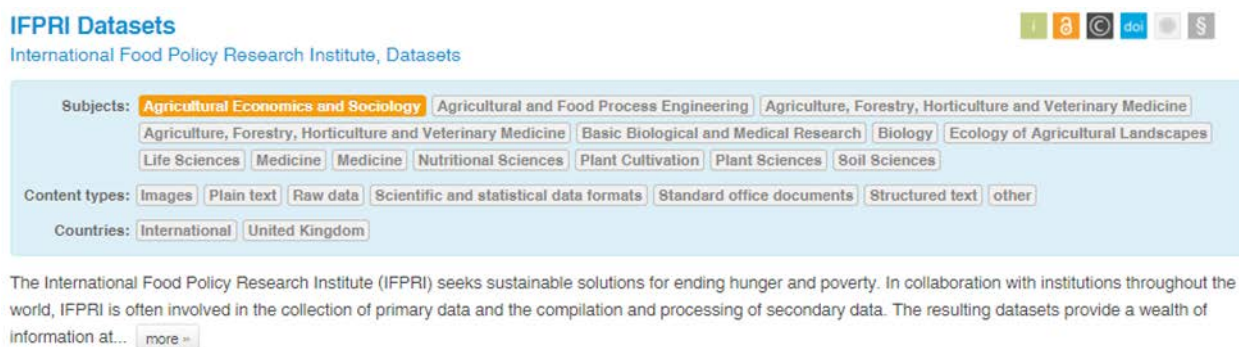 IFPRI Datasets
i © doi §
International Food Policy Research Institute, Datasets
Subjects: Agricultural Economics and Sociology Agricultural and Food Process Engineering Agriculture, Forestry, Horticulture and Veterinary Medicine
Agriculture, Forestry, Horticulture and Veterinary Medicine Basic Biological and Medical Research Biology Ecology of Agricultural Landscapes
Life Sciences Medicine Medicine Nutritional Sciences Plant Cultivation Plant Sciences Soil Sciences
Content types: Images Plain text Raw data Scientific and statistical data formats Standard office documents Structured text other
Countries: International United Kingdom
The International Food Policy Research Institute (IFPRI) seeks sustainable solutions for ending hunger and poverty. In collaboration with institutions throughout the
world, IFPRI is often involved in the collection of primary data and the compilation and processing of secondary data. The resulting datasets provide a wealth of
information at... more »